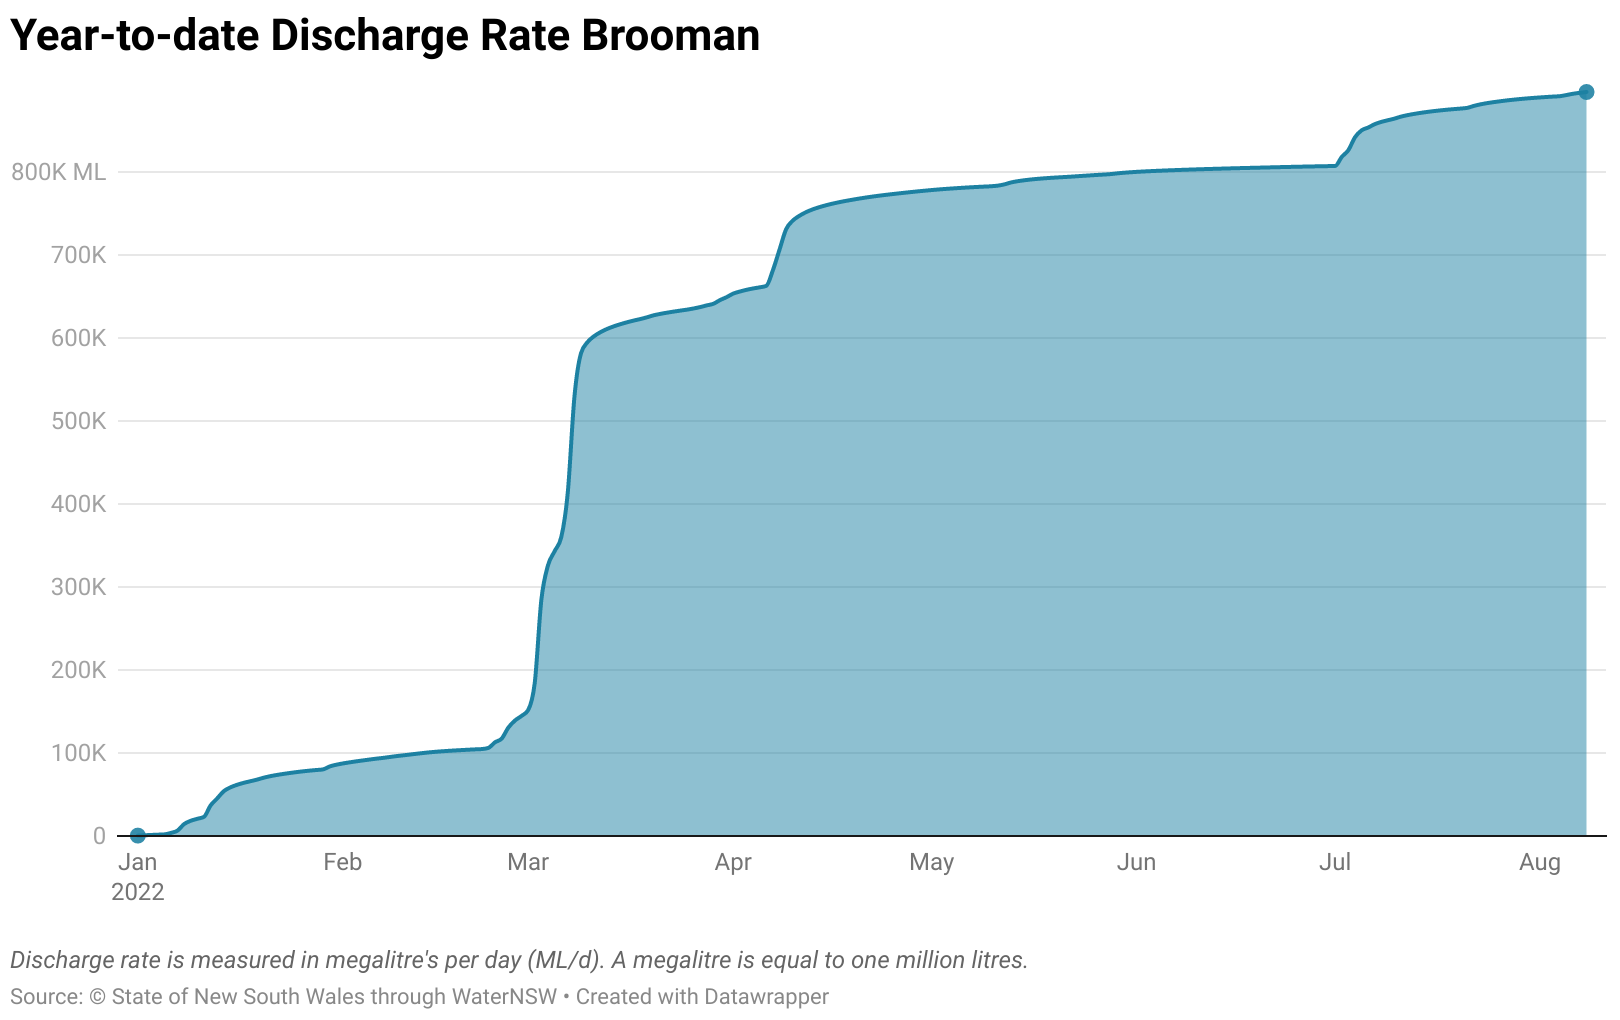 Year-to-date Discharge Rate Brooman
800K ML
700K
600K
500K
400K
300K
200K
100K
0
Jan Feb Mar Apr May Jun Jul Aug
2022
Discharge rate is measured in megalitre's per day (ML/d). A megalitre is equal to one million litres.
Source: © State of New South Wales through WaterNSW • Created with Datawrapper